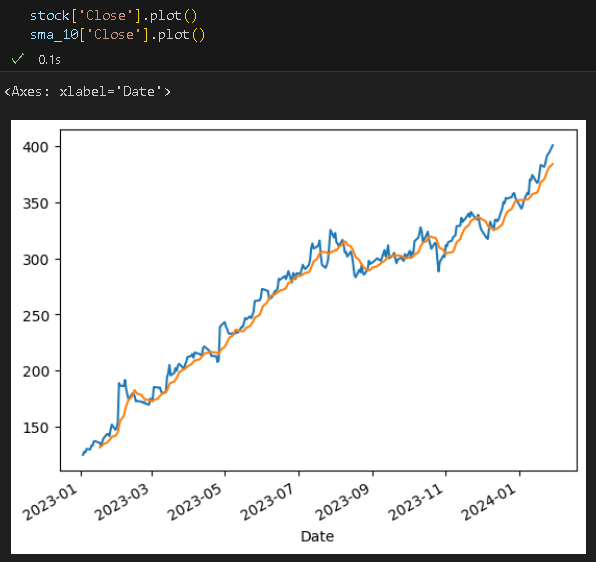 stock['Close'].plot()
sma_10['Close'].plot()
0.1s
<Axes: xlabel='Date'>
400
350
300
250
200
150
2023-01
2023-03
2023-05
2023-07
2023-09
2023-11
2024-01
Date